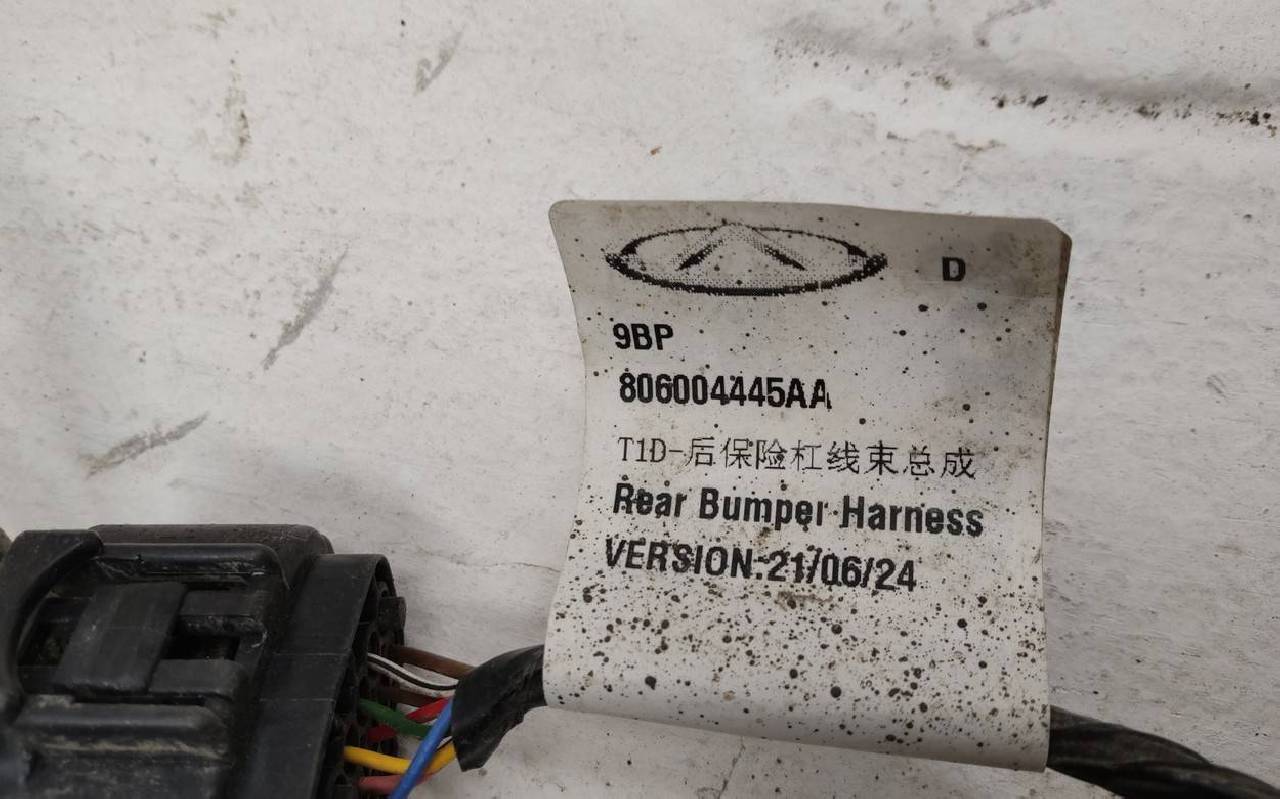 D
9BP
806004445AA
T1D-后保险杠线束总成
Rear Bumper Harness
VERSION:21/06/24